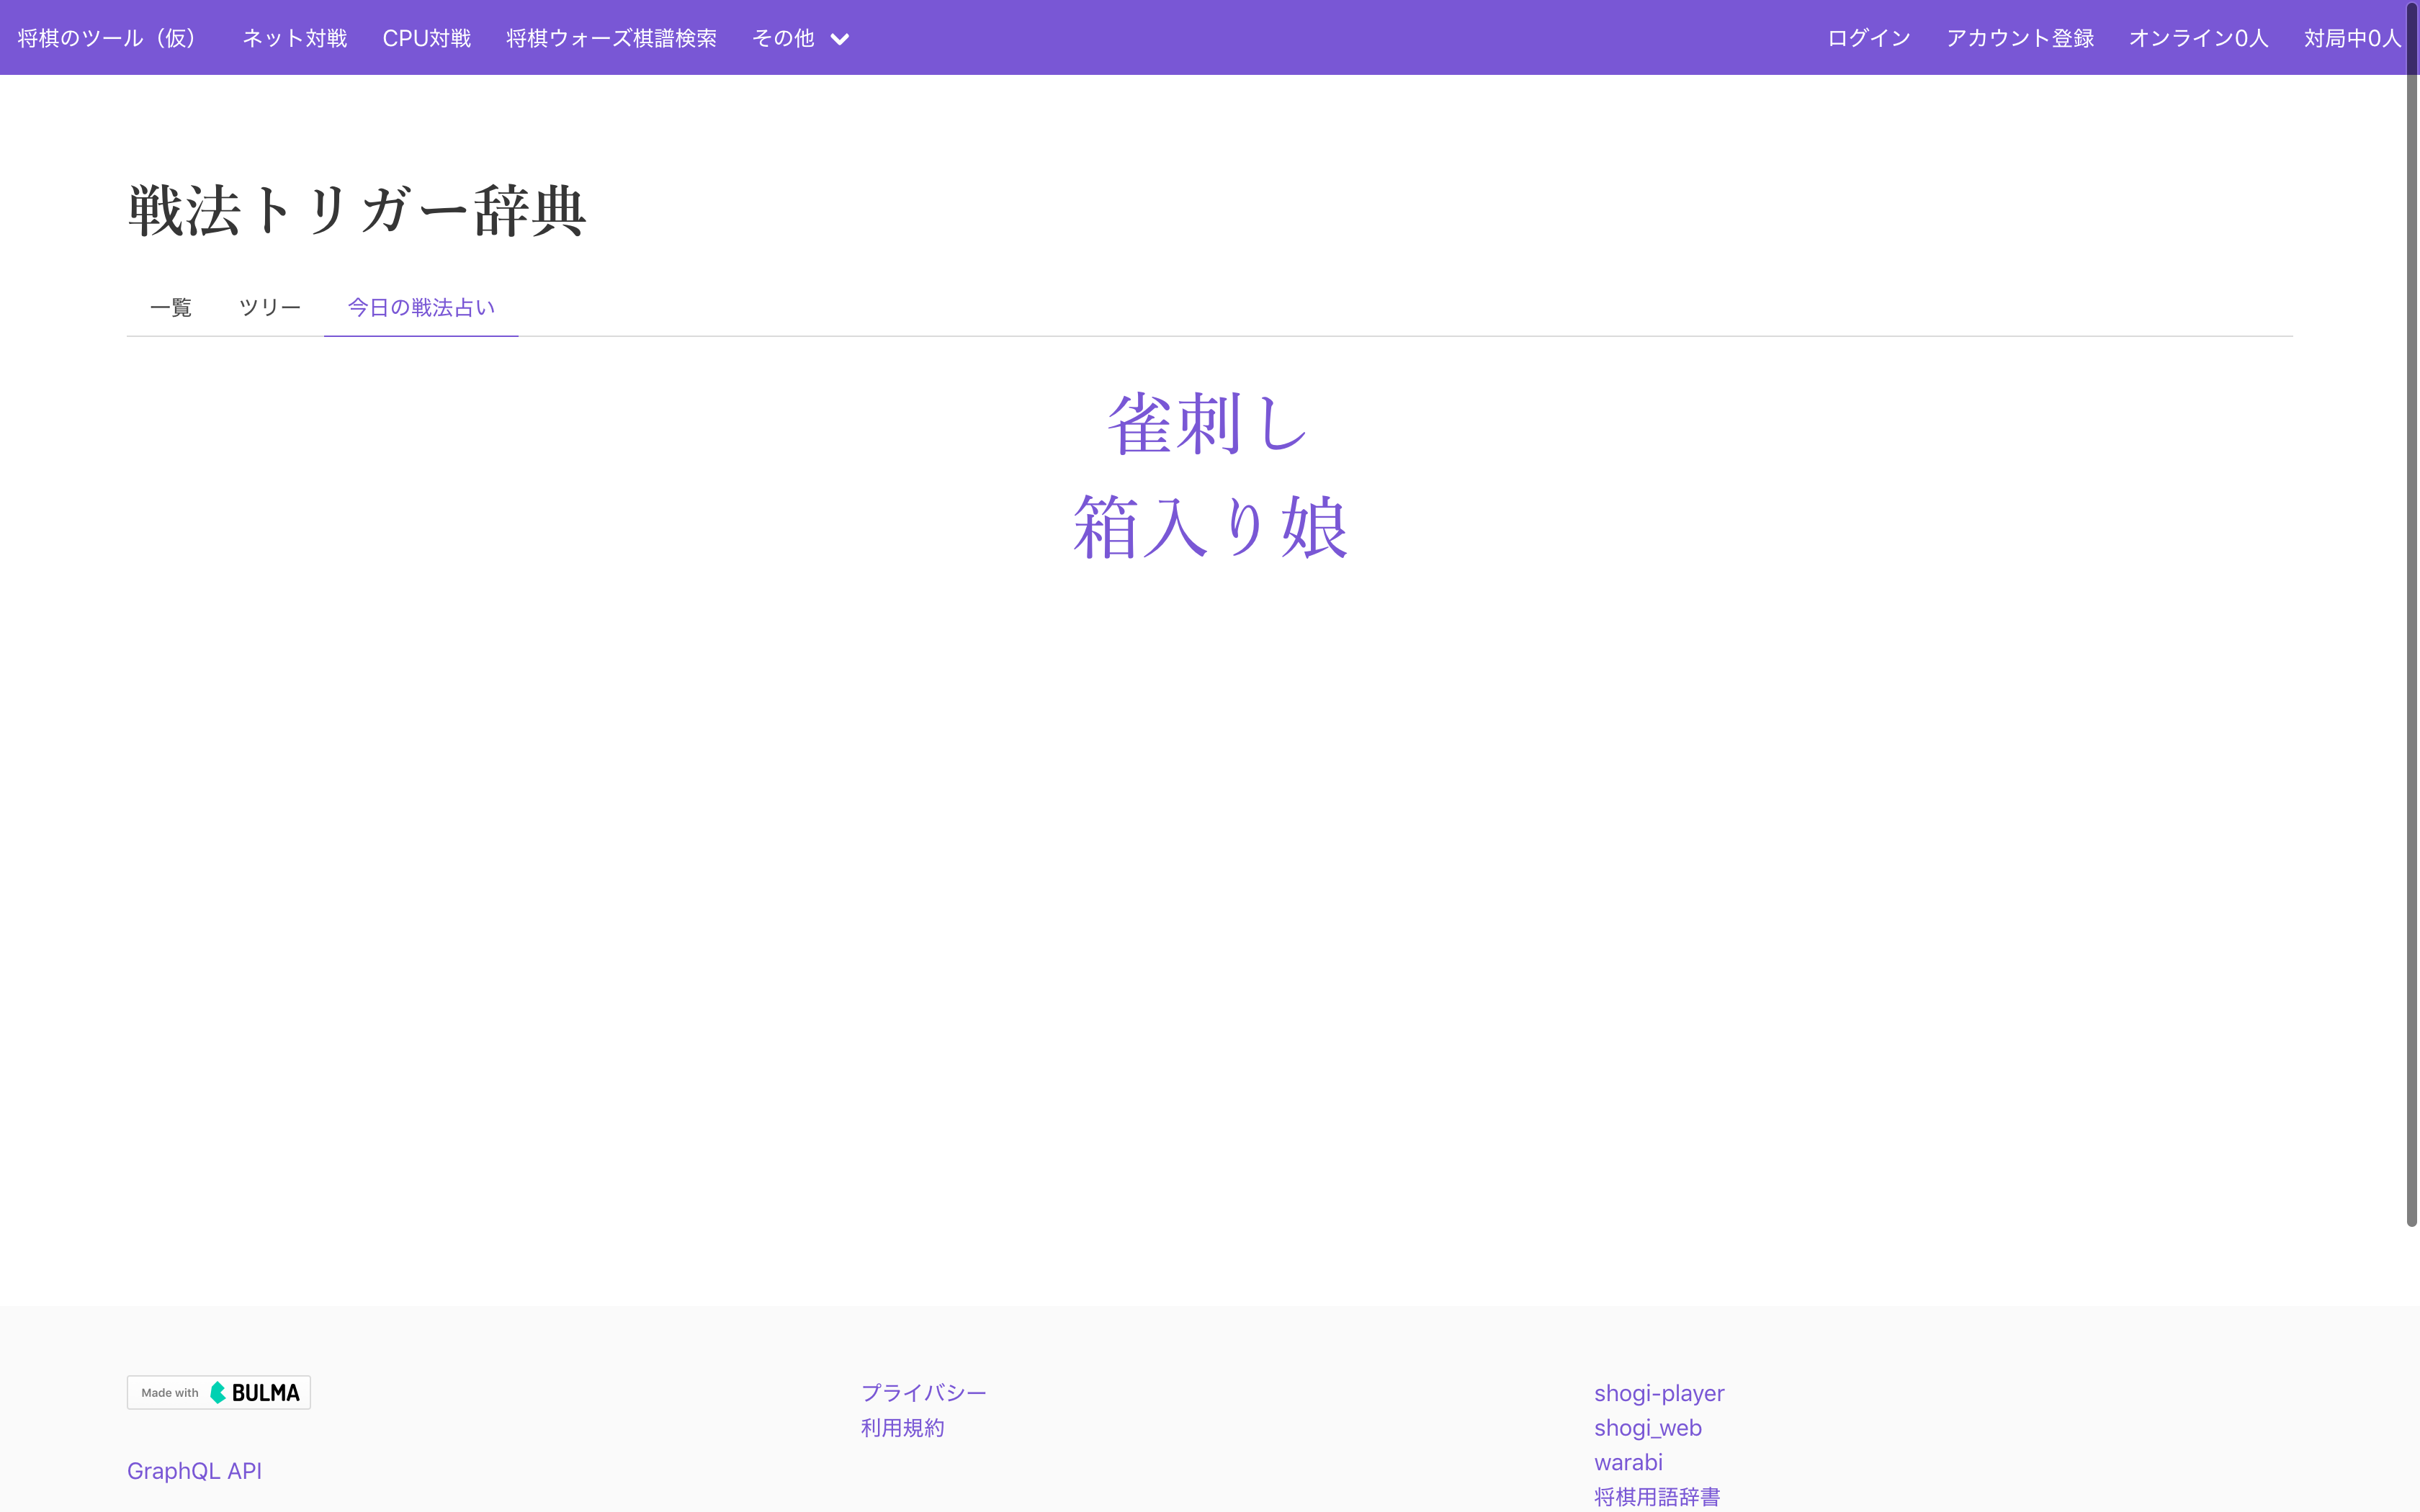 将棋のツール（仮） ネット対戦 CPU対戦 将棋ウォーズ棋譜検索 その他 ログイン アカウント登録 オンライン0人 対局中0人
戦法トリガー辞典
一覧 ツリー 今日の戦法占い
雀刺し
箱入り娘
Made with BULMA
GraphQL API
プライバシー
利用規約
shogi-player
shogi_web
warabi
将棋用語辞書